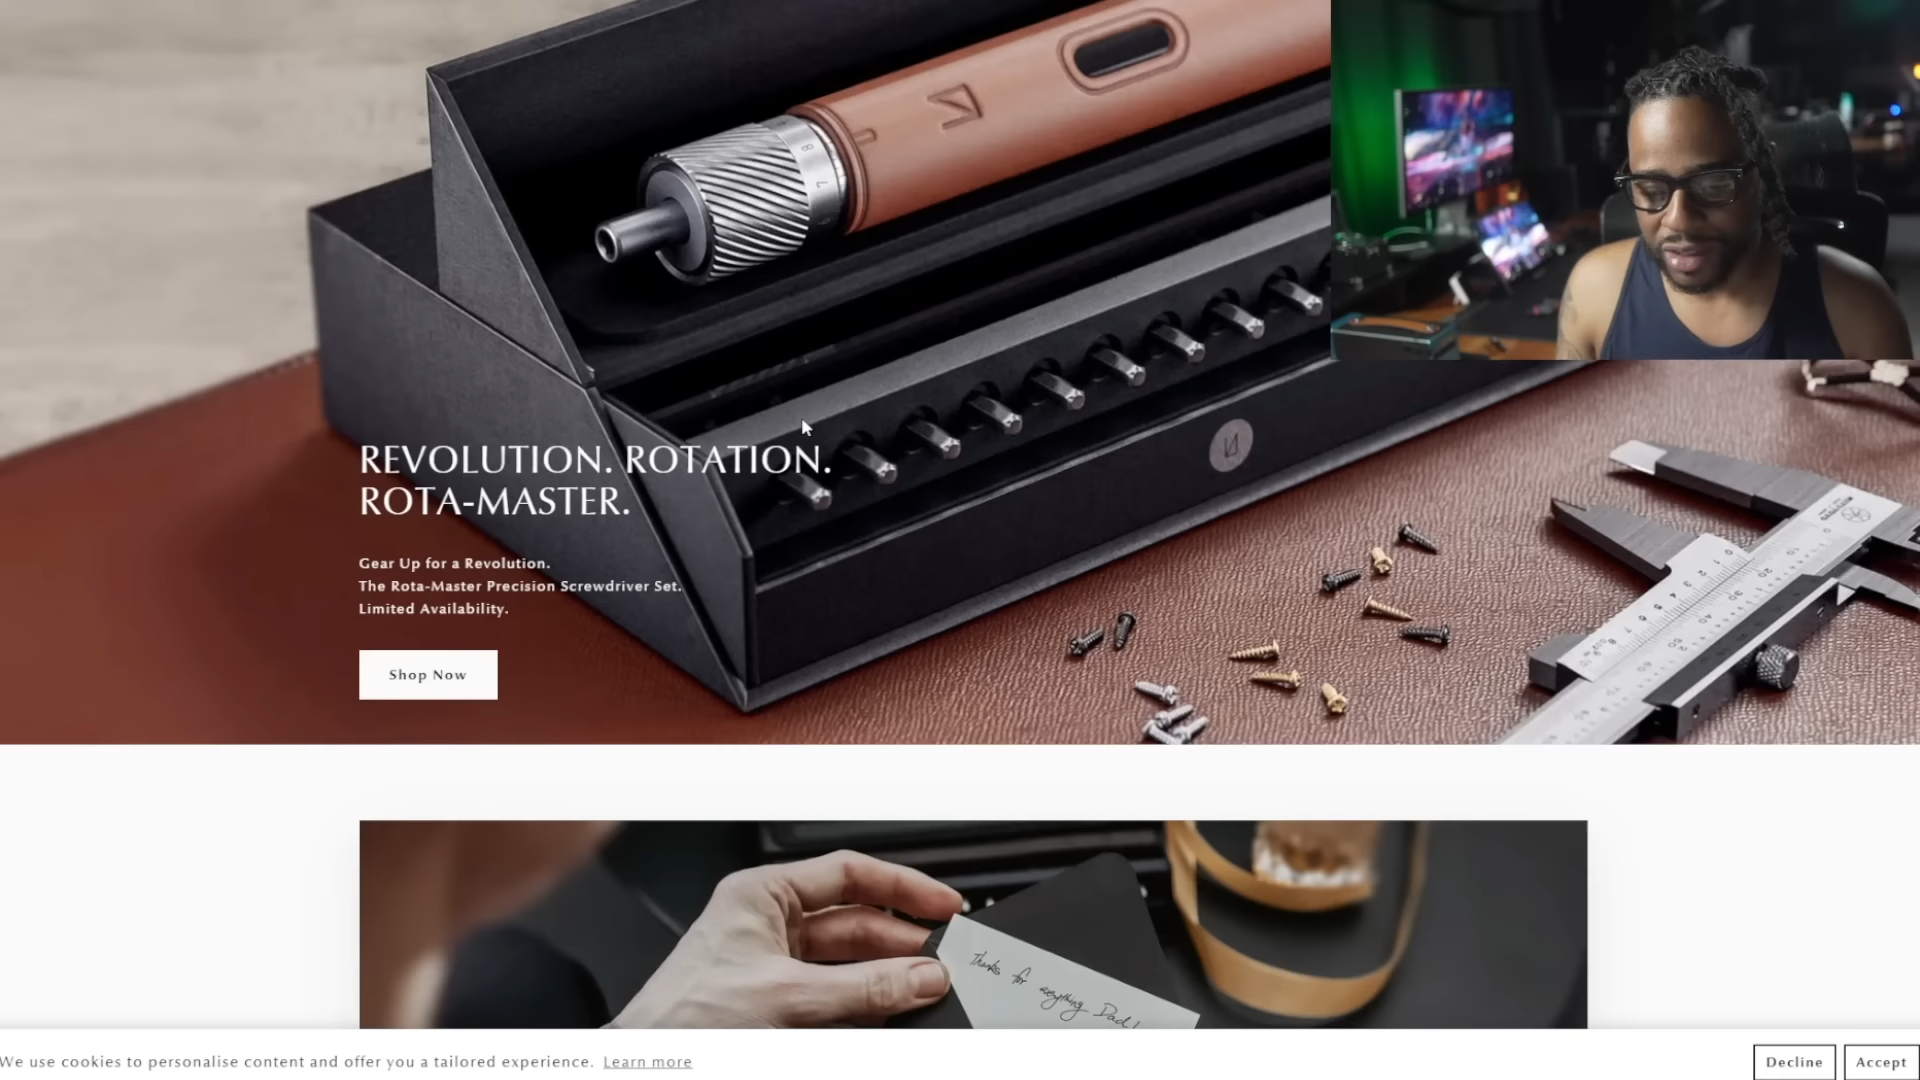 REVOLUTION. ROTATION.
ROTA-MASTER.
Gear Up for a Revolution.
The Rota-Master Precision Screwdriver Set.
Limited Availability.
Shop Now
Thanks for everything Dad!
We use cookies to personalise content and offer you a tailored experience. Learn more
Decline
Accept